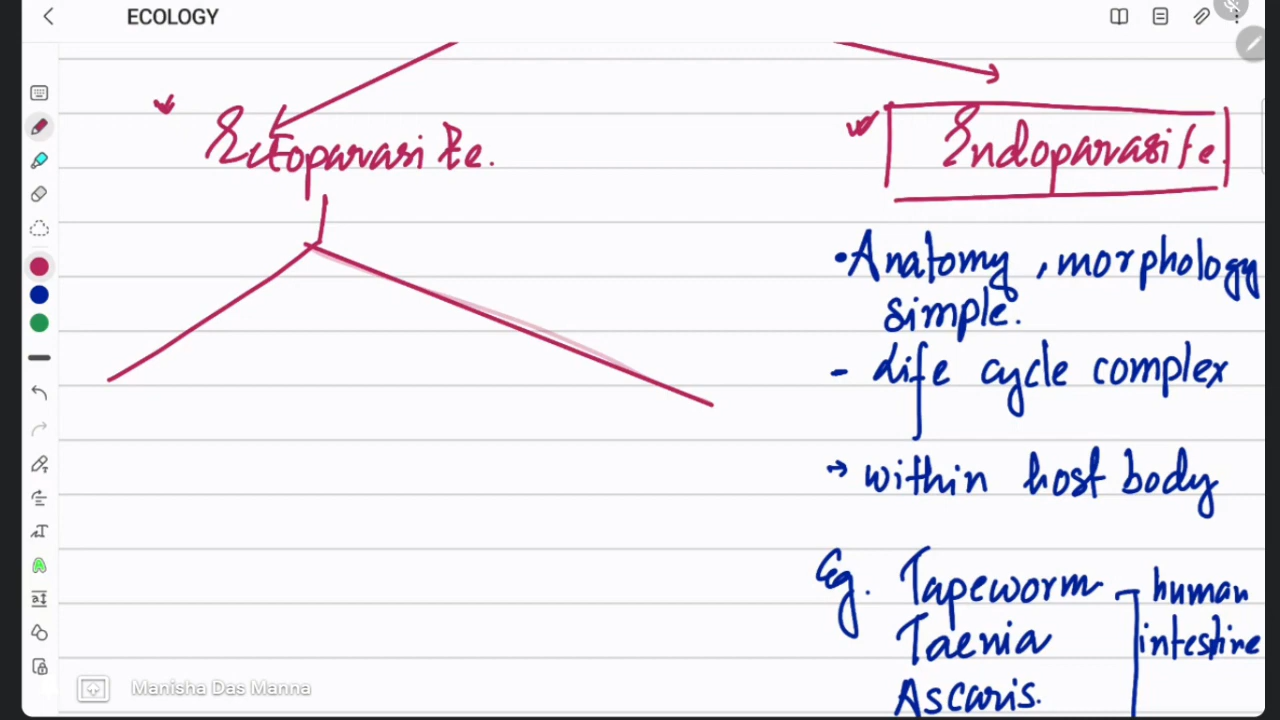 ECOLOGY
Ectoparasite.
Endoparasite.
•Anatomy, morphology
simple.
- Life cycle complex
→ within host body
Eg. Tapeworm
human
Taenia
intestine
Ascaris.
Manisha Das Manna